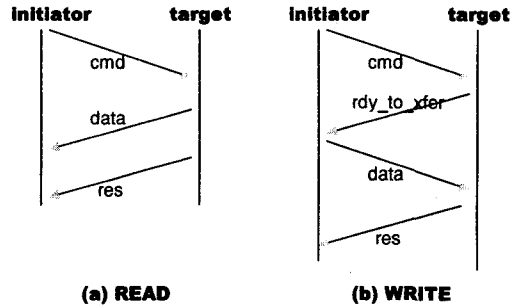 initiator target
cmd
data
res
(a) READ
initiator target
cmd
rdy_to_xfer
data
res
(b) WRITE